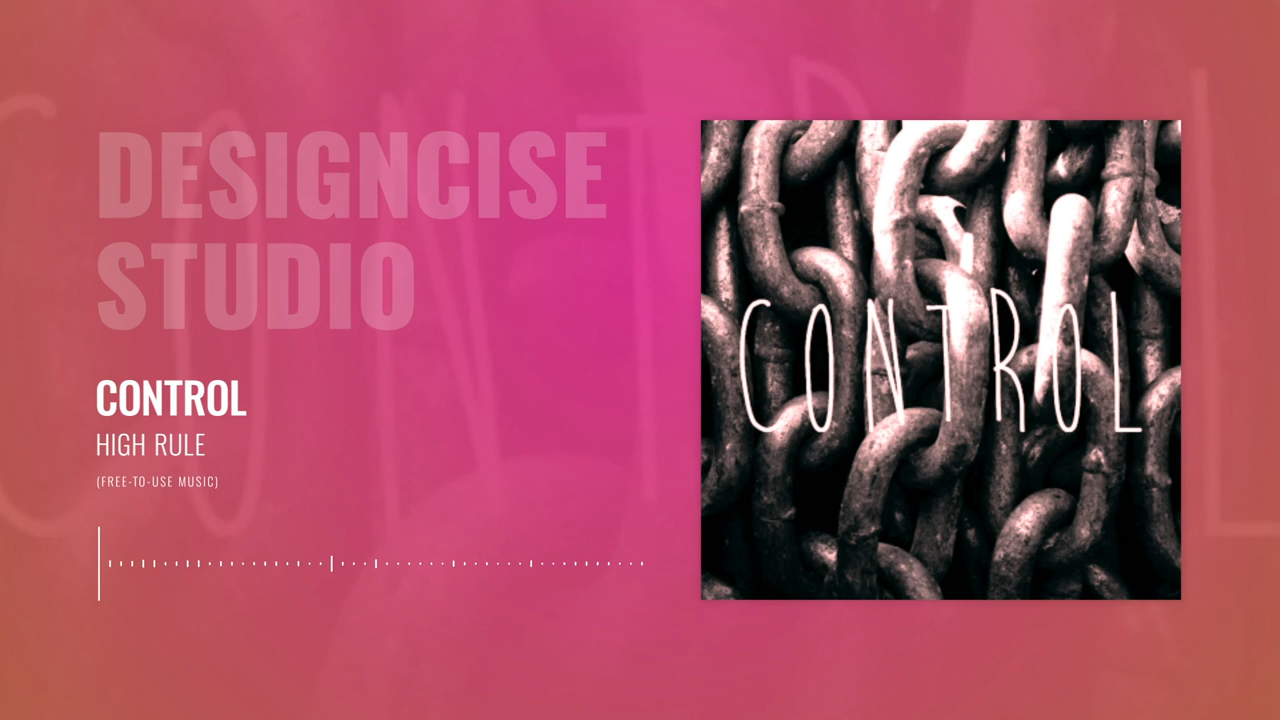 DESIGNCISE
STUDIO
CONTROL
HIGH RULE
(FREE-TO-USE MUSIC)
CONTROL